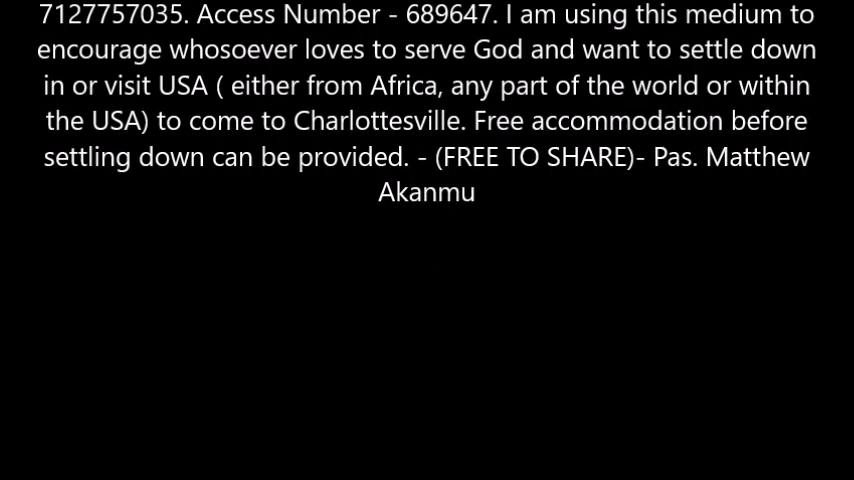 7127757035. Access Number - 689647. I am using this medium to
encourage whosoever loves to serve God and want to settle down
in or visit USA ( either from Africa, any part of the world or within
the USA) to come to Charlottesville. Free accommodation before
settling down can be provided. - (FREE TO SHARE)- Pas. Matthew
Akanmu